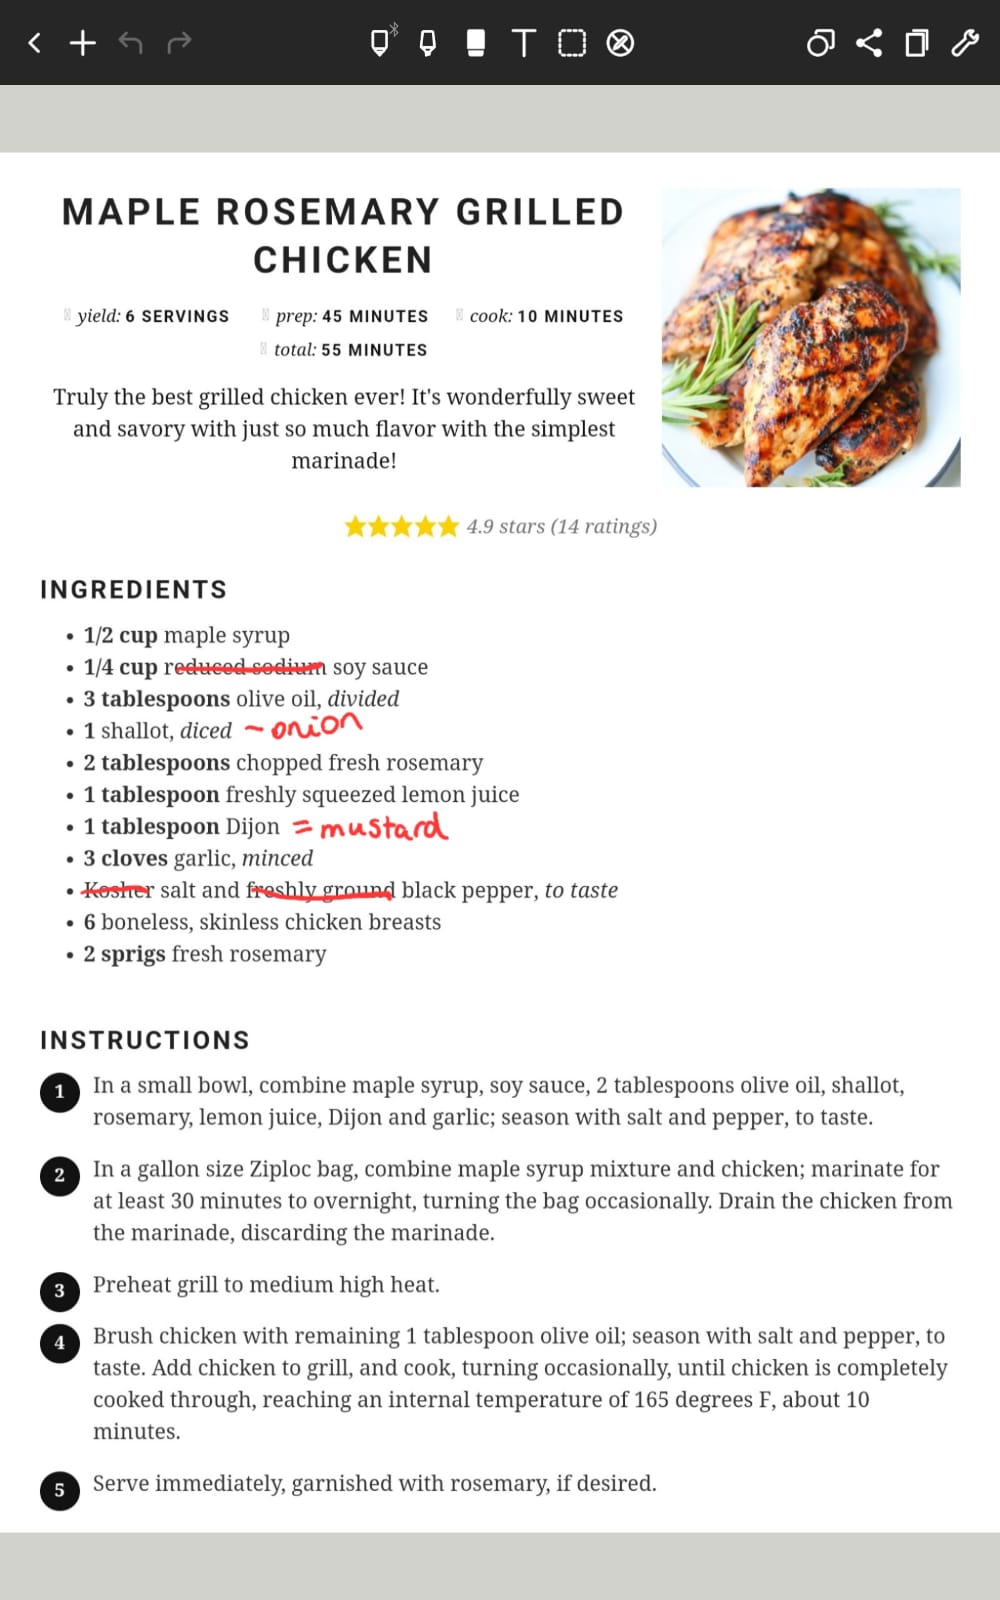 MAPLE ROSEMARY GRILLED
CHICKEN
yield: 6 SERVINGS prep: 45 MINUTES cook: 10 MINUTES
total: 55 MINUTES
Truly the best grilled chicken ever! It's wonderfully sweet
and savory with just so much flavor with the simplest
marinade!
4.9 stars (14 ratings)
INGREDIENTS
• 1/2 cup maple syrup
• 1/4 cup reduced sodium soy sauce
• 3 tablespoons olive oil, divided
• 1 shallot, diced ~ onion
• 2 tablespoons chopped fresh rosemary
• 1 tablespoon freshly squeezed lemon juice
• 1 tablespoon Dijon = mustard
• 3 cloves garlic, minced
• Kosher salt and freshly ground black pepper, to taste
• 6 boneless, skinless chicken breasts
• 2 sprigs fresh rosemary
INSTRUCTIONS
1 In a small bowl, combine maple syrup, soy sauce, 2 tablespoons olive oil, shallot,
rosemary, lemon juice, Dijon and garlic; season with salt and pepper, to taste.
2 In a gallon size Ziploc bag, combine maple syrup mixture and chicken; marinate for
at least 30 minutes to overnight, turning the bag occasionally. Drain the chicken from
the marinade, discarding the marinade.
3 Preheat grill to medium high heat.
4 Brush chicken with remaining 1 tablespoon olive oil; season with salt and pepper, to
taste. Add chicken to grill, and cook, turning occasionally, until chicken is completely
cooked through, reaching an internal temperature of 165 degrees F, about 10
minutes.
5 Serve immediately, garnished with rosemary, if desired.